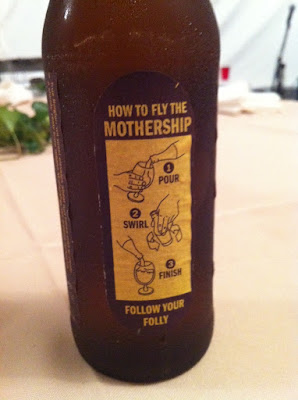 HOW TO FLY THE
MOTHERSHIP
1
POUR
2
SWIRL
3
FINISH
FOLLOW YOUR
FOLLY